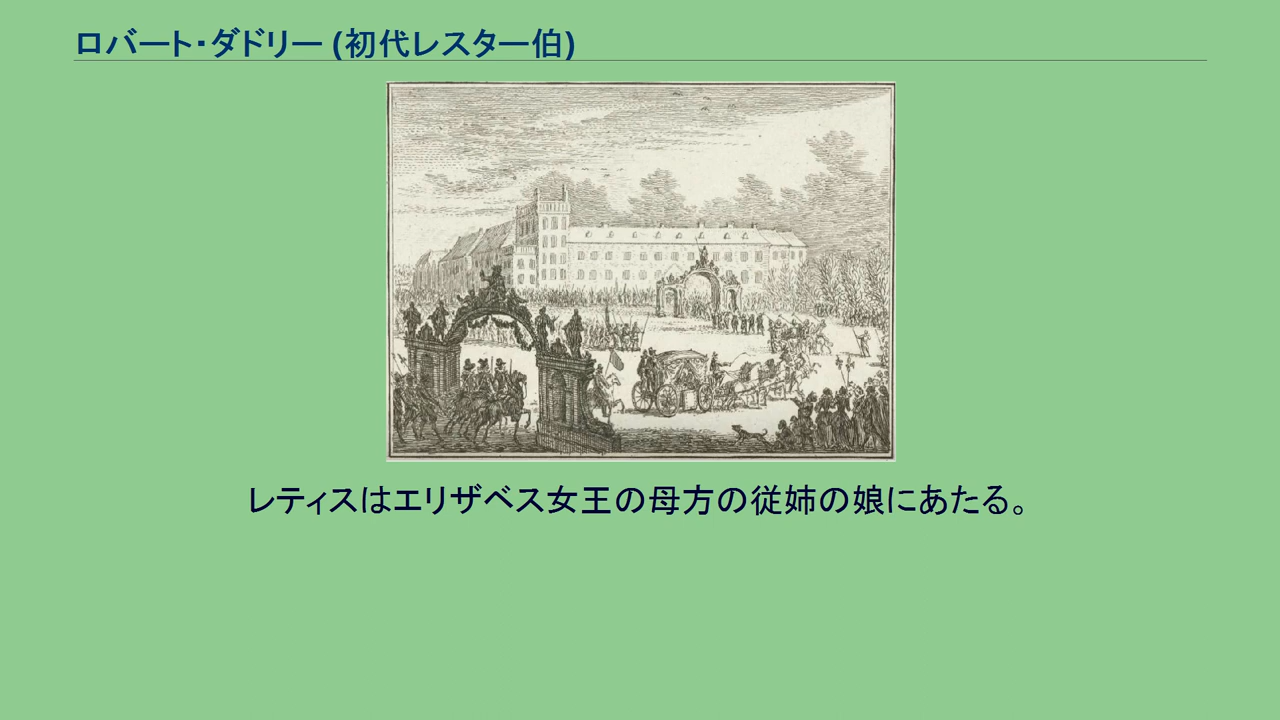 ロバート・ダドリー (初代レスター伯)
レティスはエリザベス女王の母方の従姉の娘にあたる。